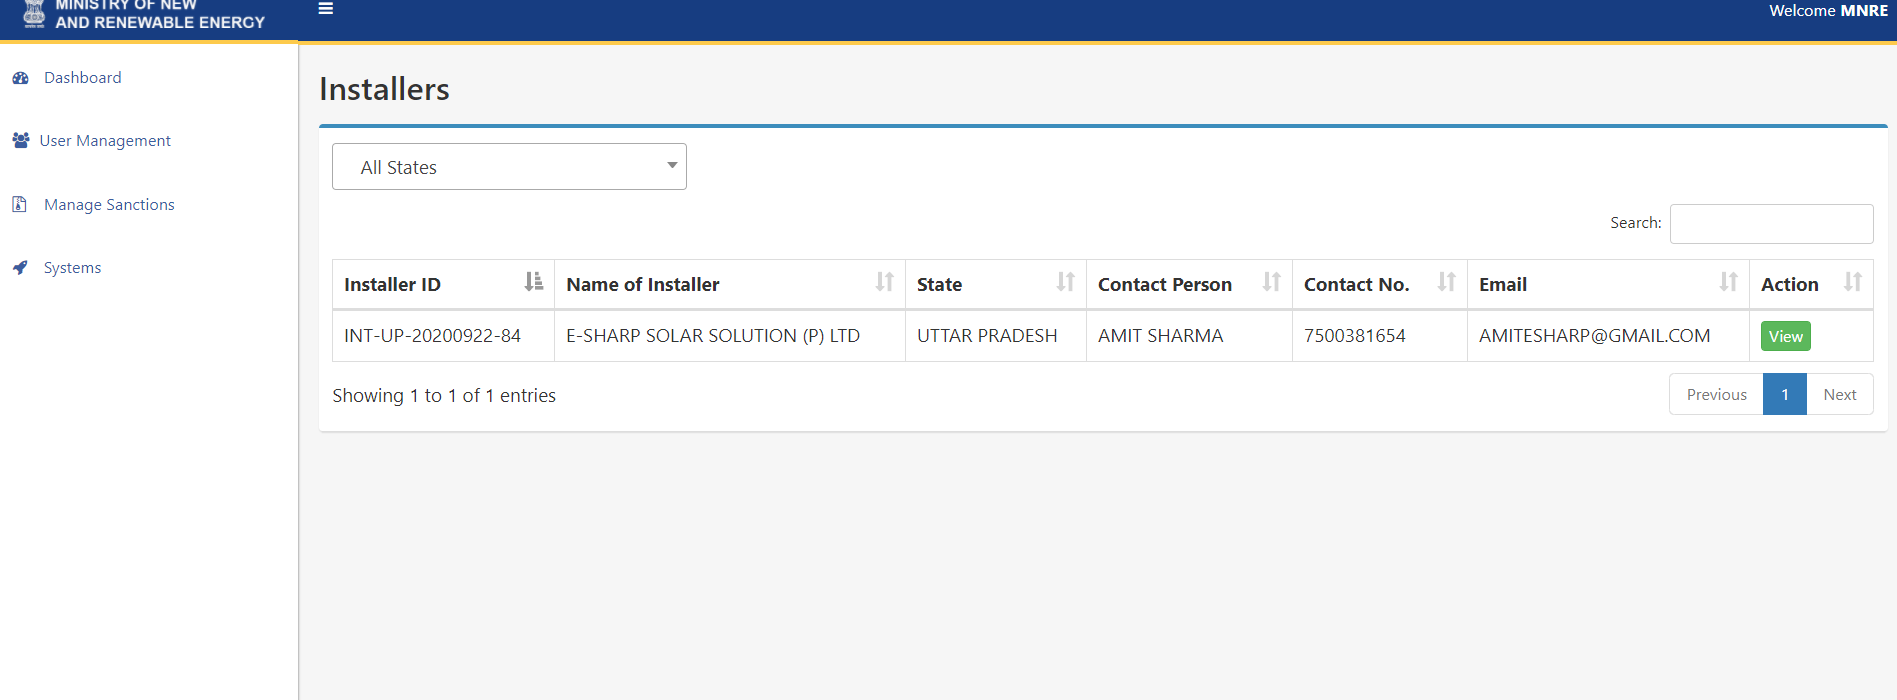 MINISTRY OF NEW
AND RENEWABLE ENERGY
Welcome MNRE
Dashboard
User Management
Manage Sanctions
Systems
Installers
All States
Search:
Installer ID Name of Installer State Contact Person Contact No. Email Action
INT-UP-20200922-84 E-SHARP SOLAR SOLUTION (P) LTD UTTAR PRADESH AMIT SHARMA 7500381654 AMITESHARP@GMAIL.COM View
Showing 1 to 1 of 1 entries
Previous 1 Next